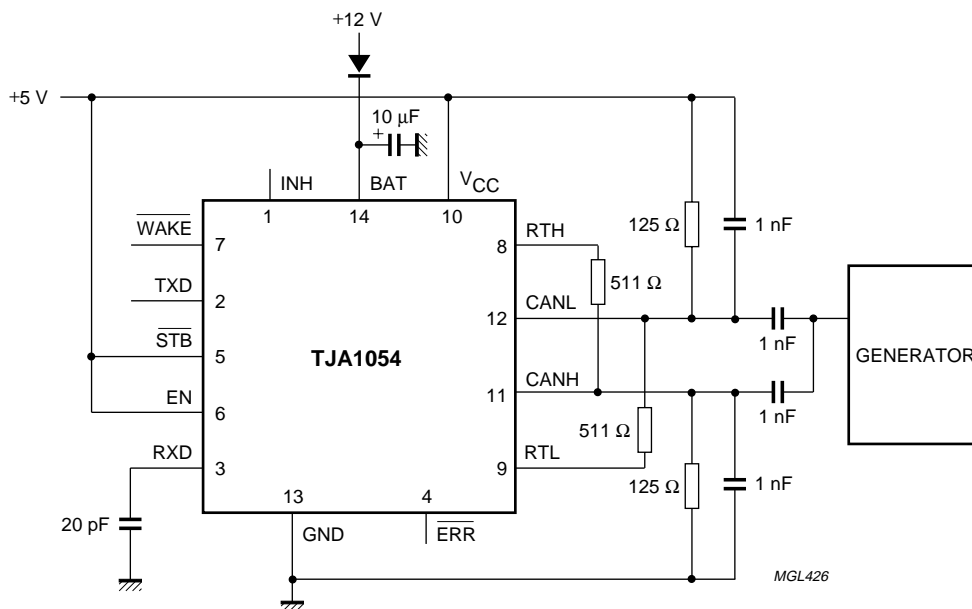 +12 V
+5 V
10 μF
+
INH
BAT
VCC
1
14
10
WAKE
7
TXD
2
STB
5
EN
6
RXD
3
20 pF
TJA1054
13
GND
4
ERR
8
RTH
511 Ω
12
CANL
11
CANH
511 Ω
9
RTL
125 Ω
1 nF
1 nF
1 nF
125 Ω
1 nF
GENERATOR
MGL426